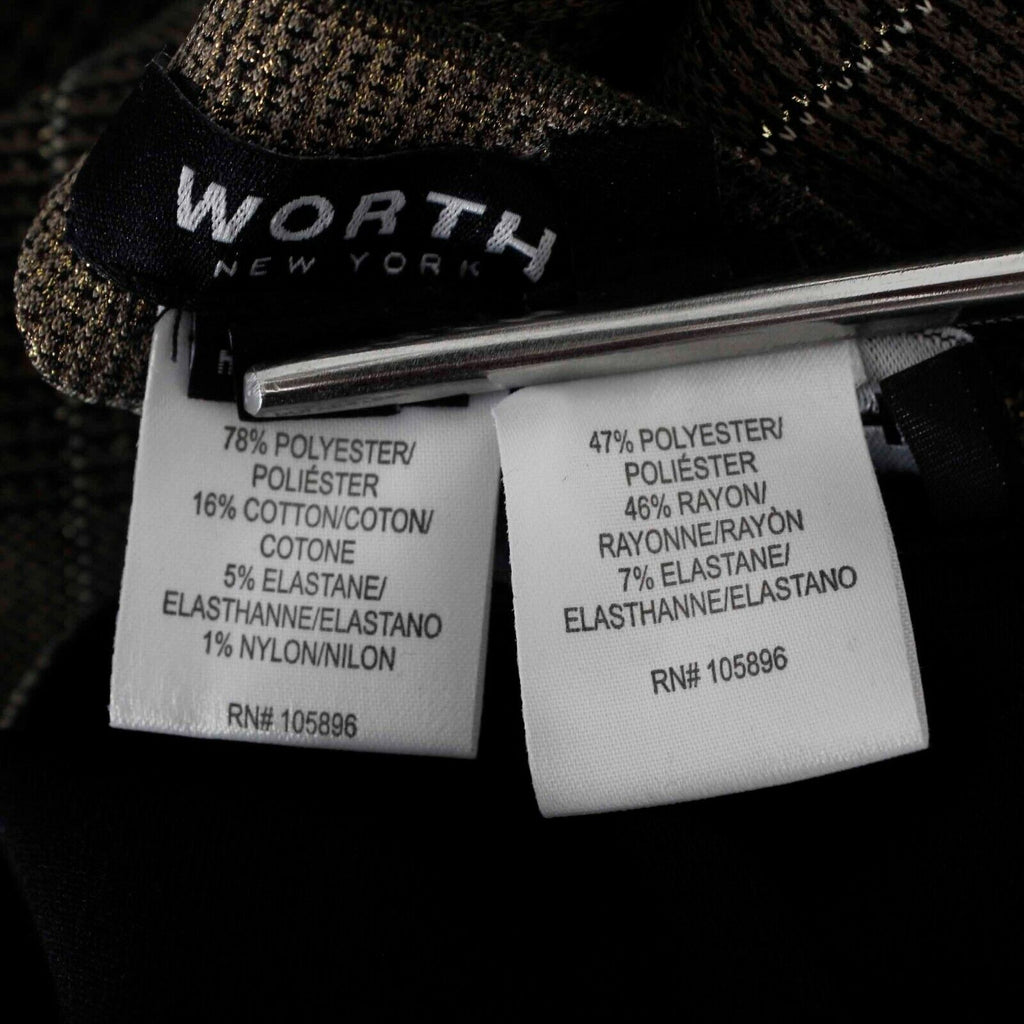 WORTH
NEW YORK
78% POLYESTER/
POLIÉSTER
16% COTTON/COTON/
COTONE
5% ELASTANE/
ELASTHANNE/ELASTANO
1% NYLON/NILON
RN# 105896
47% POLYESTER/
POLIÉSTER
46% RAYON/
RAYONNE/RAYÒN
7% ELASTANE/
ELASTHANNE/ELASTANO
RN# 105896